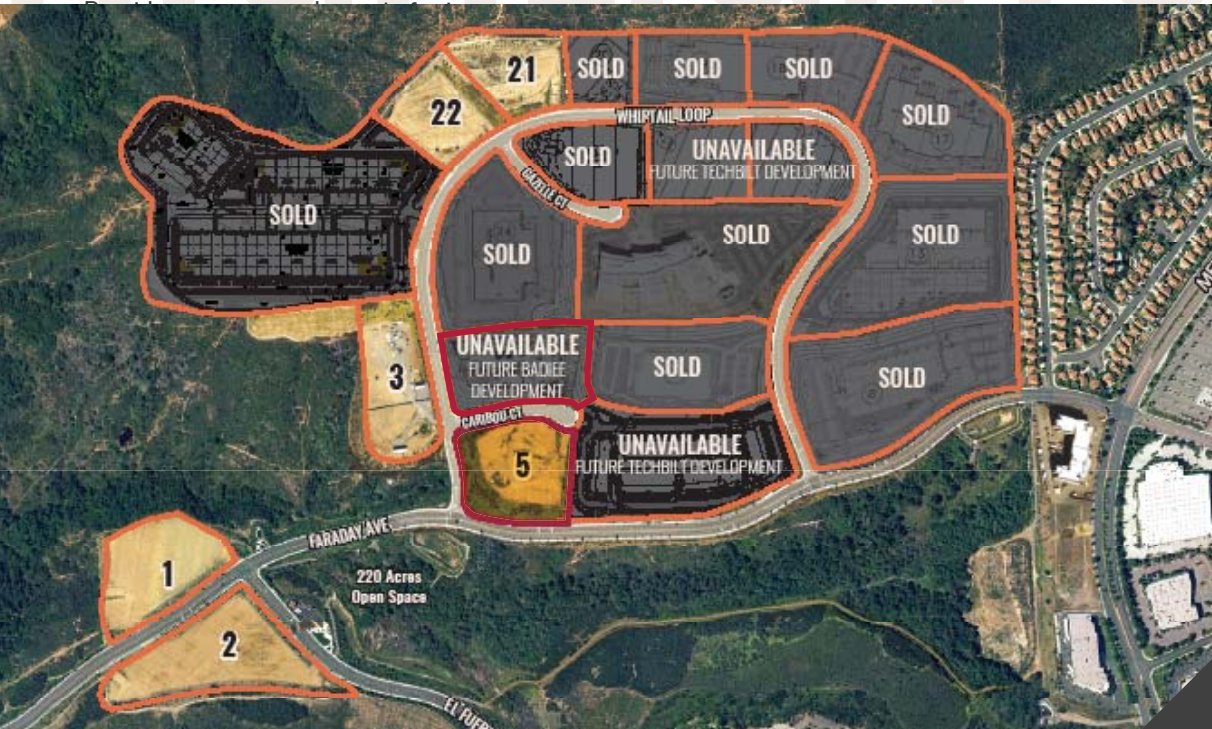 21
SOLD
SOLD
SOLD
22
SOLD
WHIPTAIL LOOP
SOLD
UNAVAILABLE
FUTURE TECHBILT DEVELOPMENT
GAZELLE CT
SOLD
SOLD
SOLD
SOLD
UNAVAILABLE
FUTURE BADIEE
DEVELOPMENT
SOLD
3
SOLD
CARIBOU CT
UNAVAILABLE
FUTURE TECHBILT DEVELOPMENT
5
FARADAY AVE
1
220 Acres
Open Space
2